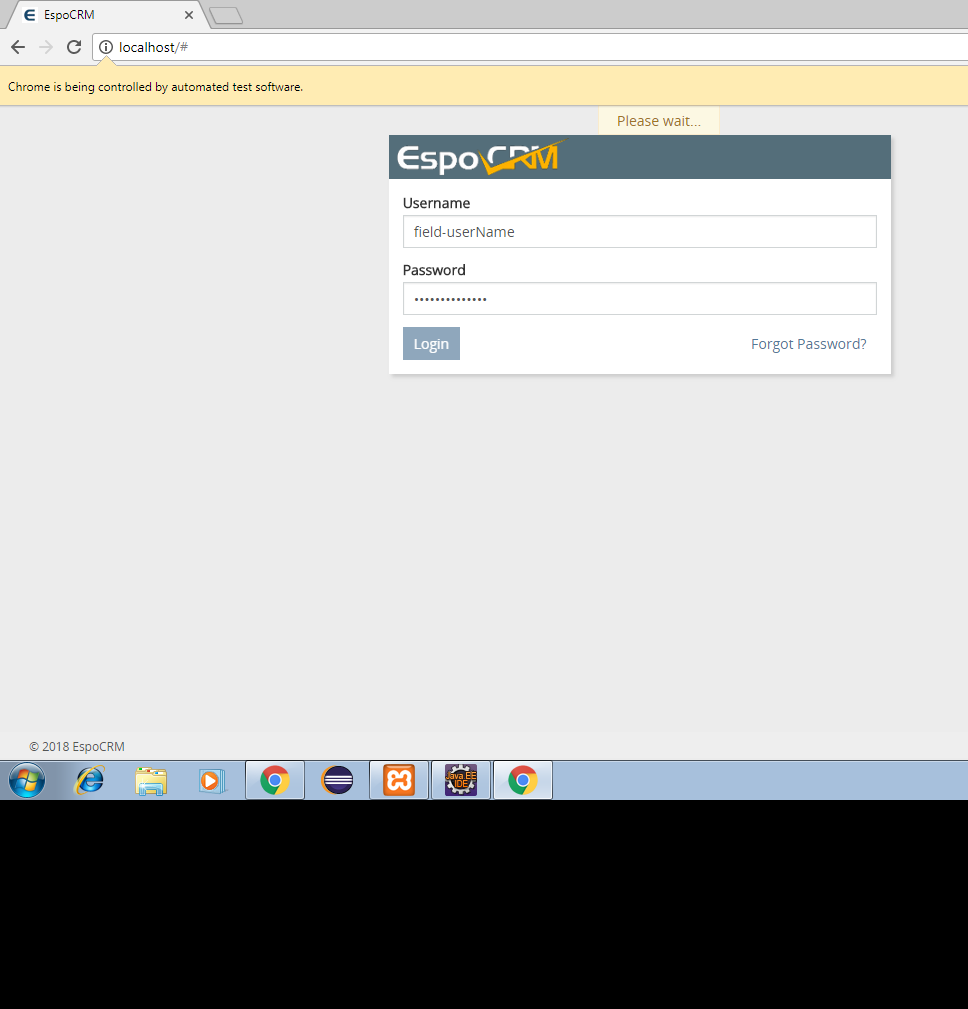 EspoCRM
localhost/#
Chrome is being controlled by automated test software.
Please wait...
EspoCRM
Username
field-userName
Password
••••••••••••••
Login
Forgot Password?
© 2018 EspoCRM
Java EE
IDE